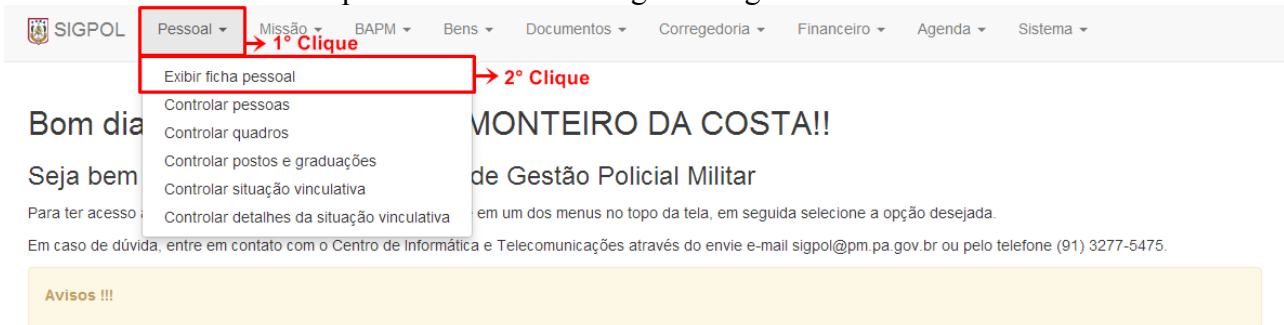 SIGPOL Pessoal Missão BAPM Bens Documentos Corregedoria Financeiro Agenda Sistema
1° Clique
Exibir ficha pessoal 2° Clique
Controlar pessoas
Bom dia MONTEIRO DA COSTA!!
Controlar quadros
Controlar postos e graduações
Seja bem de Gestão Policial Militar
Controlar situação vinculativa
Para ter acesso em um dos menus no topo da tela, em seguida selecione a opção desejada.
Controlar detalhes da situação vinculativa
Em caso de dúvida, entre em contato com o Centro de Informática e Telecomunicações através do envie e-mail sigpol@pm.pa.gov.br ou pelo telefone (91) 3277-5475.
Avisos !!!